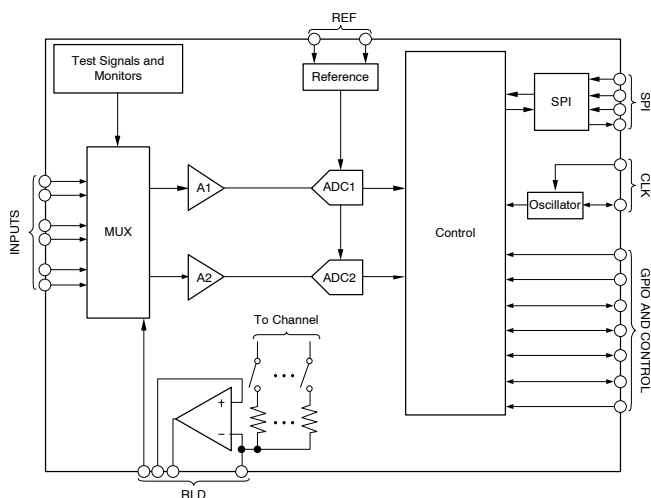 REF
Test Signals and
Monitors
Reference
SPI
SPI
A1
ADC1
CLK
Oscillator
INPUTS
MUX
Control
A2
ADC2
GPIO AND CONTROL
To Channel
+
−
RLD